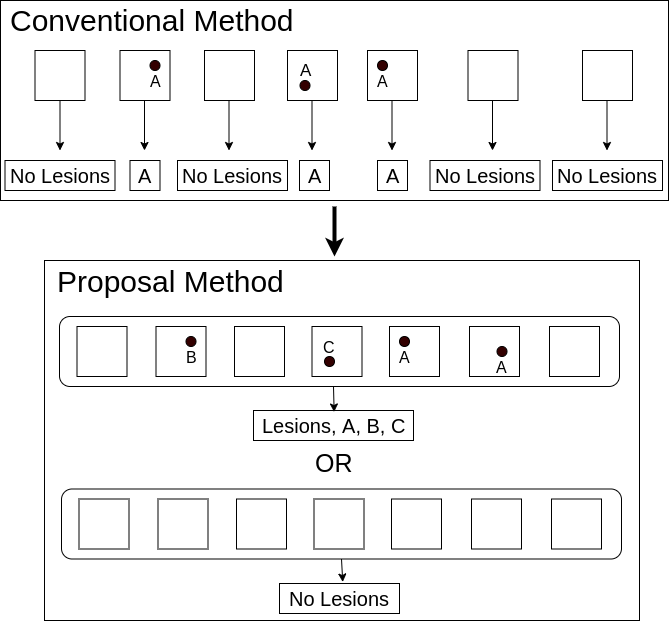 Conventional Method
A
A
A
No Lesions
A
No Lesions
A
A
No Lesions
No Lesions
Proposal Method
B
C
A
A
Lesions, A, B, C
OR
No Lesions